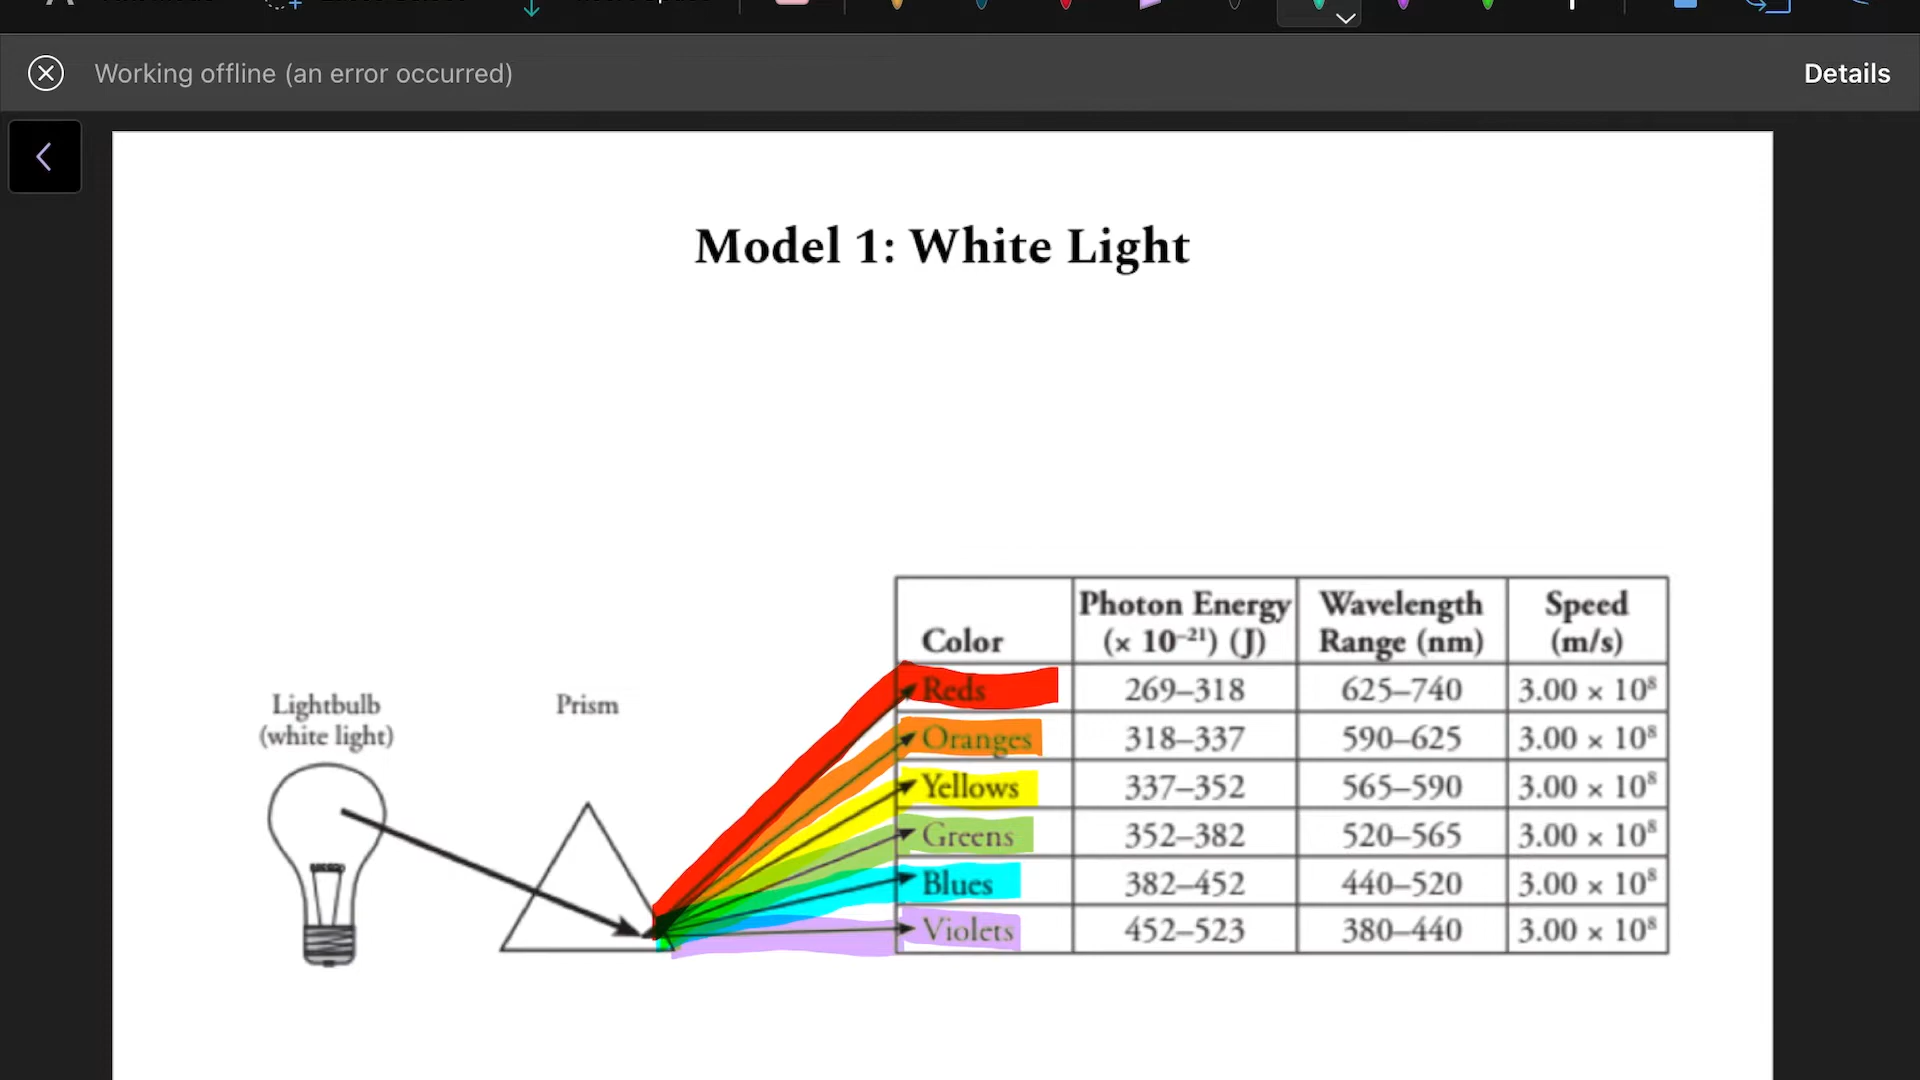 Working offline (an error occurred)
Details
Model 1: White Light
Lightbulb
(white light)
Prism
Color
Photon Energy
(× 10⁻²¹) (J)
Wavelength
Range (nm)
Speed
(m/s)
Reds 269–318 625–740 3.00 × 10⁸
Oranges 318–337 590–625 3.00 × 10⁸
Yellows 337–352 565–590 3.00 × 10⁸
Greens 352–382 520–565 3.00 × 10⁸
Blues 382–452 440–520 3.00 × 10⁸
Violets 452–523 380–440 3.00 × 10⁸